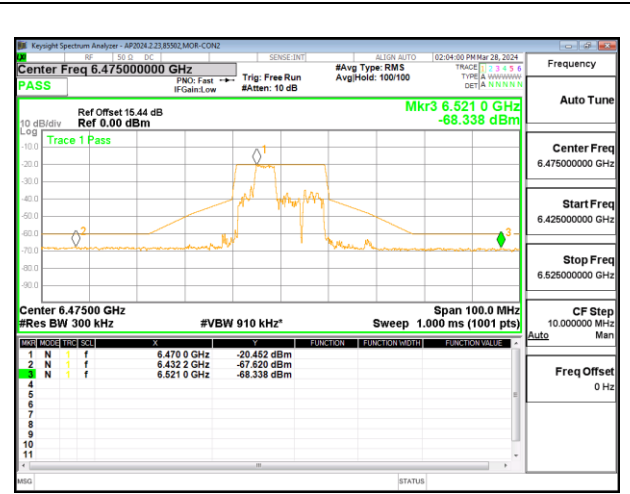 Keysight Spectrum Analyzer - AP2024.2.23,85502,MOR-CON2
RF 50 Ω DC SENSE:INT ALIGN AUTO 02:04:00 PM Mar 28, 2024
Center Freq 6.475000000 GHz #Avg Type: RMS TRACE 1 2 3 4 5 6
PNO: Fast Trig: Free Run Avg|Hold: 100/100 TYPE A WWWWW
PASS IFGain:Low #Atten: 10 dB DET A N N N N N
Frequency
Auto Tune
Ref Offset 15.44 dB Mkr3 6.521 0 GHz
10 dB/div Ref 0.00 dBm -68.338 dBm
Log
Trace 1 Pass
-10.0
-20.0
-30.0
-40.0
-50.0
-60.0
-70.0
-80.0
-90.0
1
2
3
Center Freq
6.475000000 GHz
Start Freq
6.425000000 GHz
Stop Freq
6.525000000 GHz
Center 6.47500 GHz Span 100.0 MHz
#Res BW 300 kHz #VBW 910 kHz* Sweep 1.000 ms (1001 pts)
CF Step
10.000000 MHz
Auto Man
Freq Offset
0 Hz
MKR MODE TRC SCL X Y FUNCTION FUNCTION WIDTH FUNCTION VALUE
1 N 1 f 6.470 0 GHz -20.452 dBm
2 N 1 f 6.432 2 GHz -67.620 dBm
3 N 1 f 6.521 0 GHz -68.338 dBm
4
5
6
7
8
9
10
11
MSG STATUS